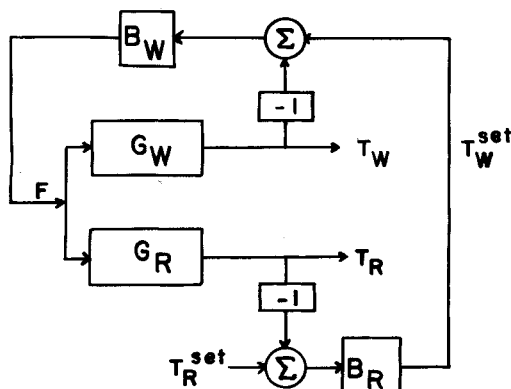 B_W
Σ
-1
G_W
T_W
T_W^set
F
G_R
T_R
-1
T_R^set
Σ
B_R